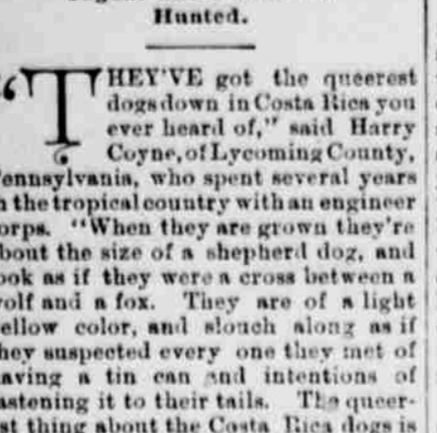 Hunted.
"THEY'VE got the queerest
dogs down in Costa Rica you
ever heard of," said Harry
Coyne, of Lycoming County,
ennsylvania, who spent several years
n the tropical country with an engineer
orps. "When they are grown they're
bout the size of a shepherd dog, and
ook as if they were a cross between a
olf and a fox. They are of a light
ellow color, and slouch along as if
hey suspected every one they met of
aving a tin can and intentions of
astening it to their tails. The queer-
st thing about the Costa Rica dogs is